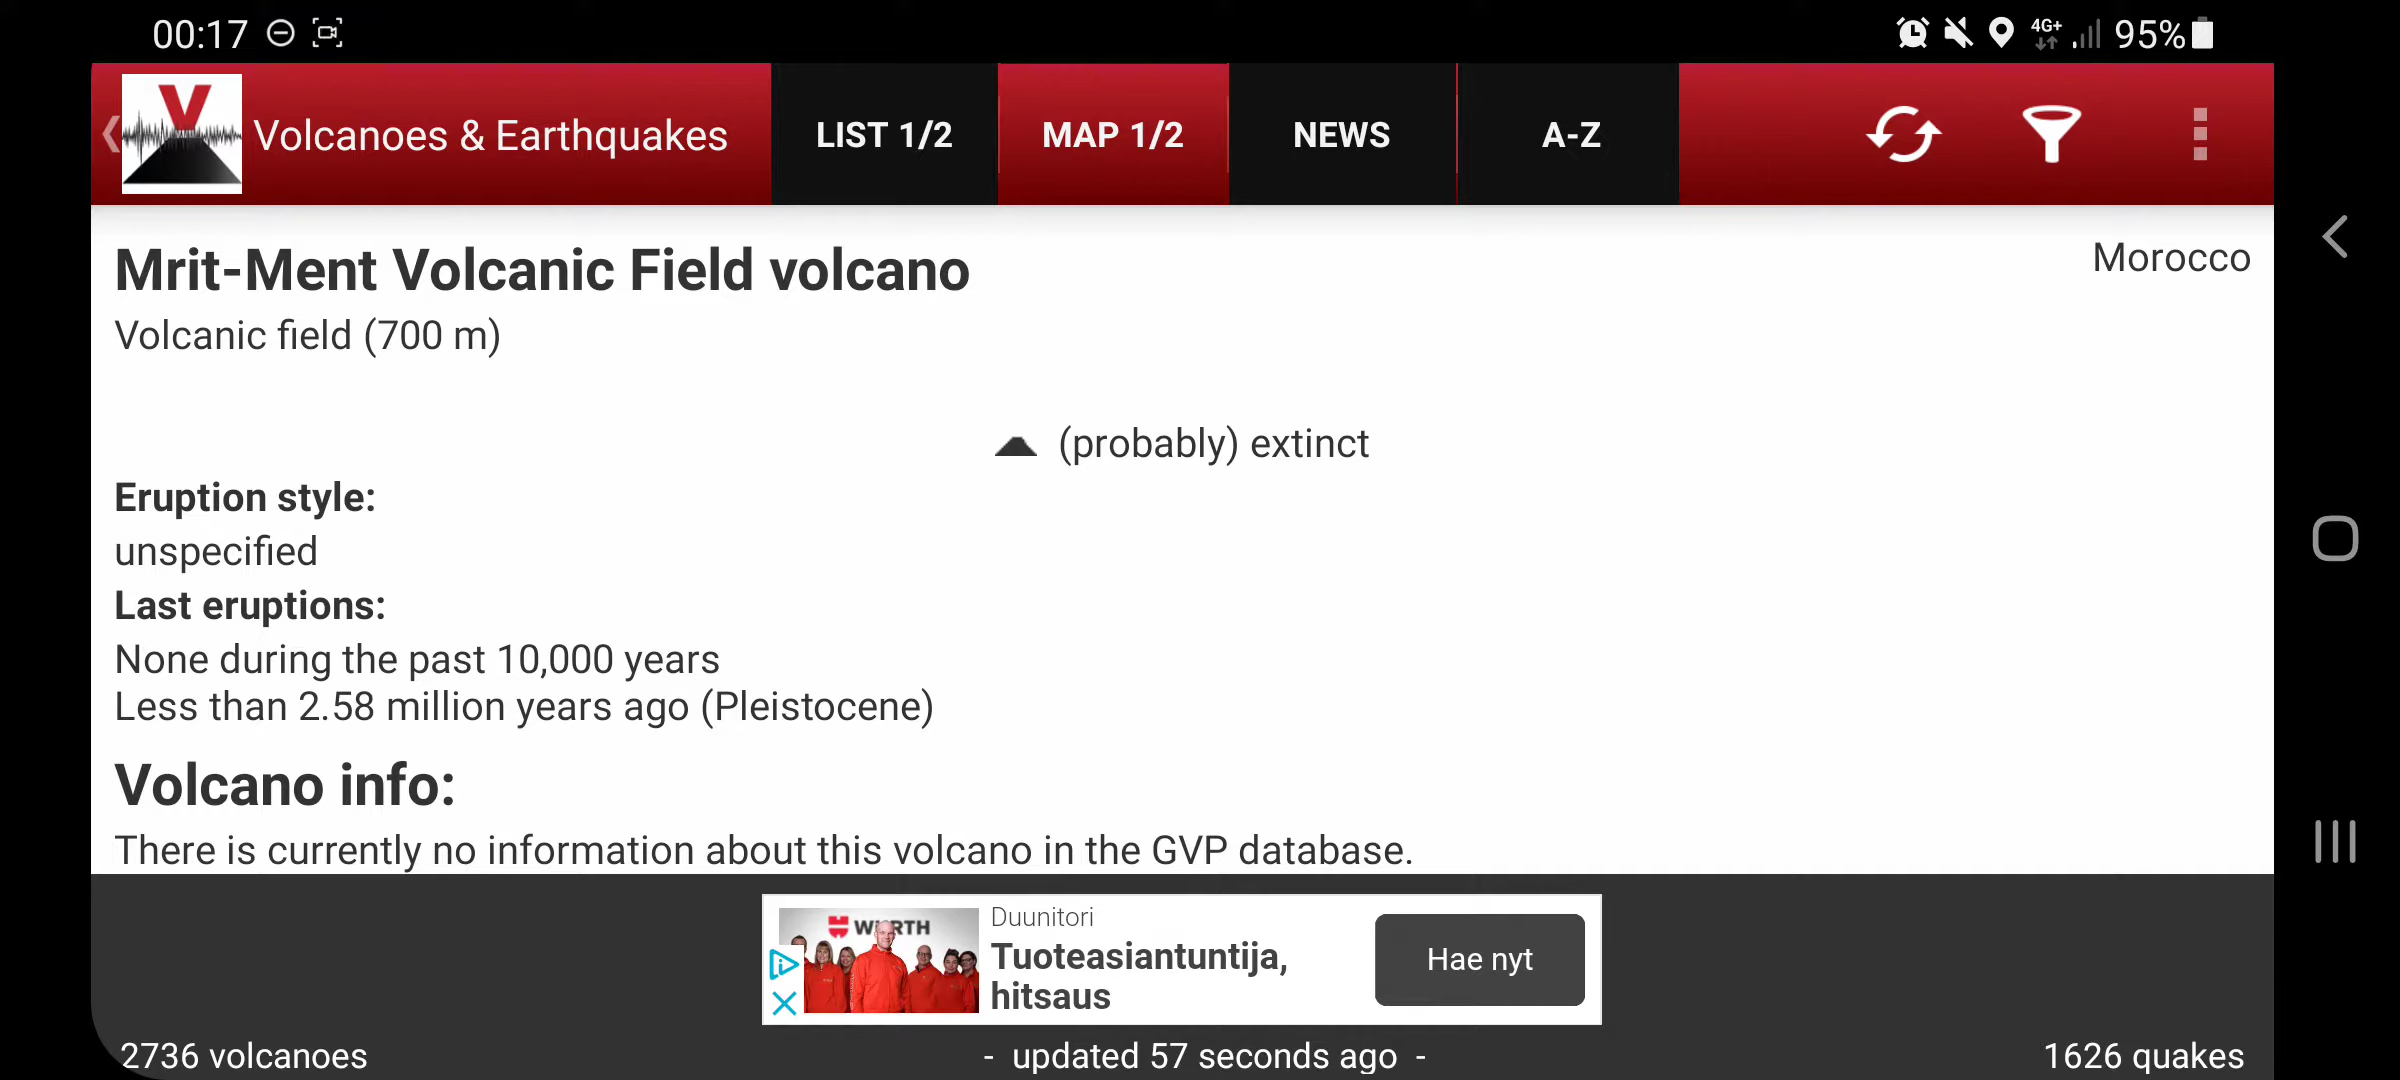 00:17
4G+ 95%
Volcanoes & Earthquakes
LIST 1/2
MAP 1/2
NEWS
A-Z
Mrit-Ment Volcanic Field volcano
Morocco
Volcanic field (700 m)
(probably) extinct
Eruption style:
unspecified
Last eruptions:
None during the past 10,000 years
Less than 2.58 million years ago (Pleistocene)
Volcano info:
There is currently no information about this volcano in the GVP database.
Duunitori
Tuoteasiantuntija,
hitsaus
Hae nyt
2736 volcanoes
- updated 57 seconds ago -
1626 quakes